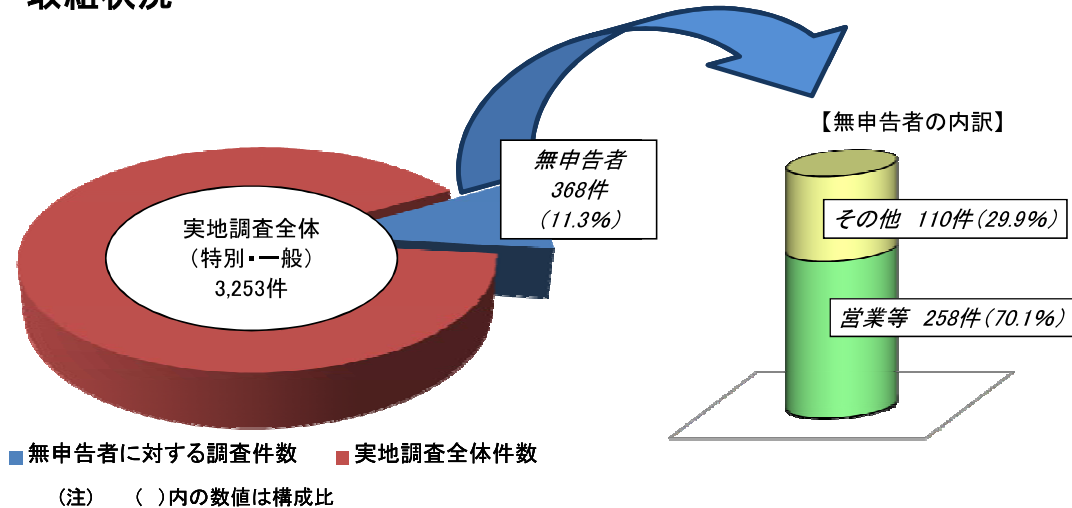 取組状況
【無申告者の内訳】
無申告者
368件
(11.3%)
実地調査全体
(特別・一般)
3,253件
その他 110件(29.9%)
営業等 258件(70.1%)
無申告者に対する調査件数 実地調査全体件数
(注) ( )内の数値は構成比